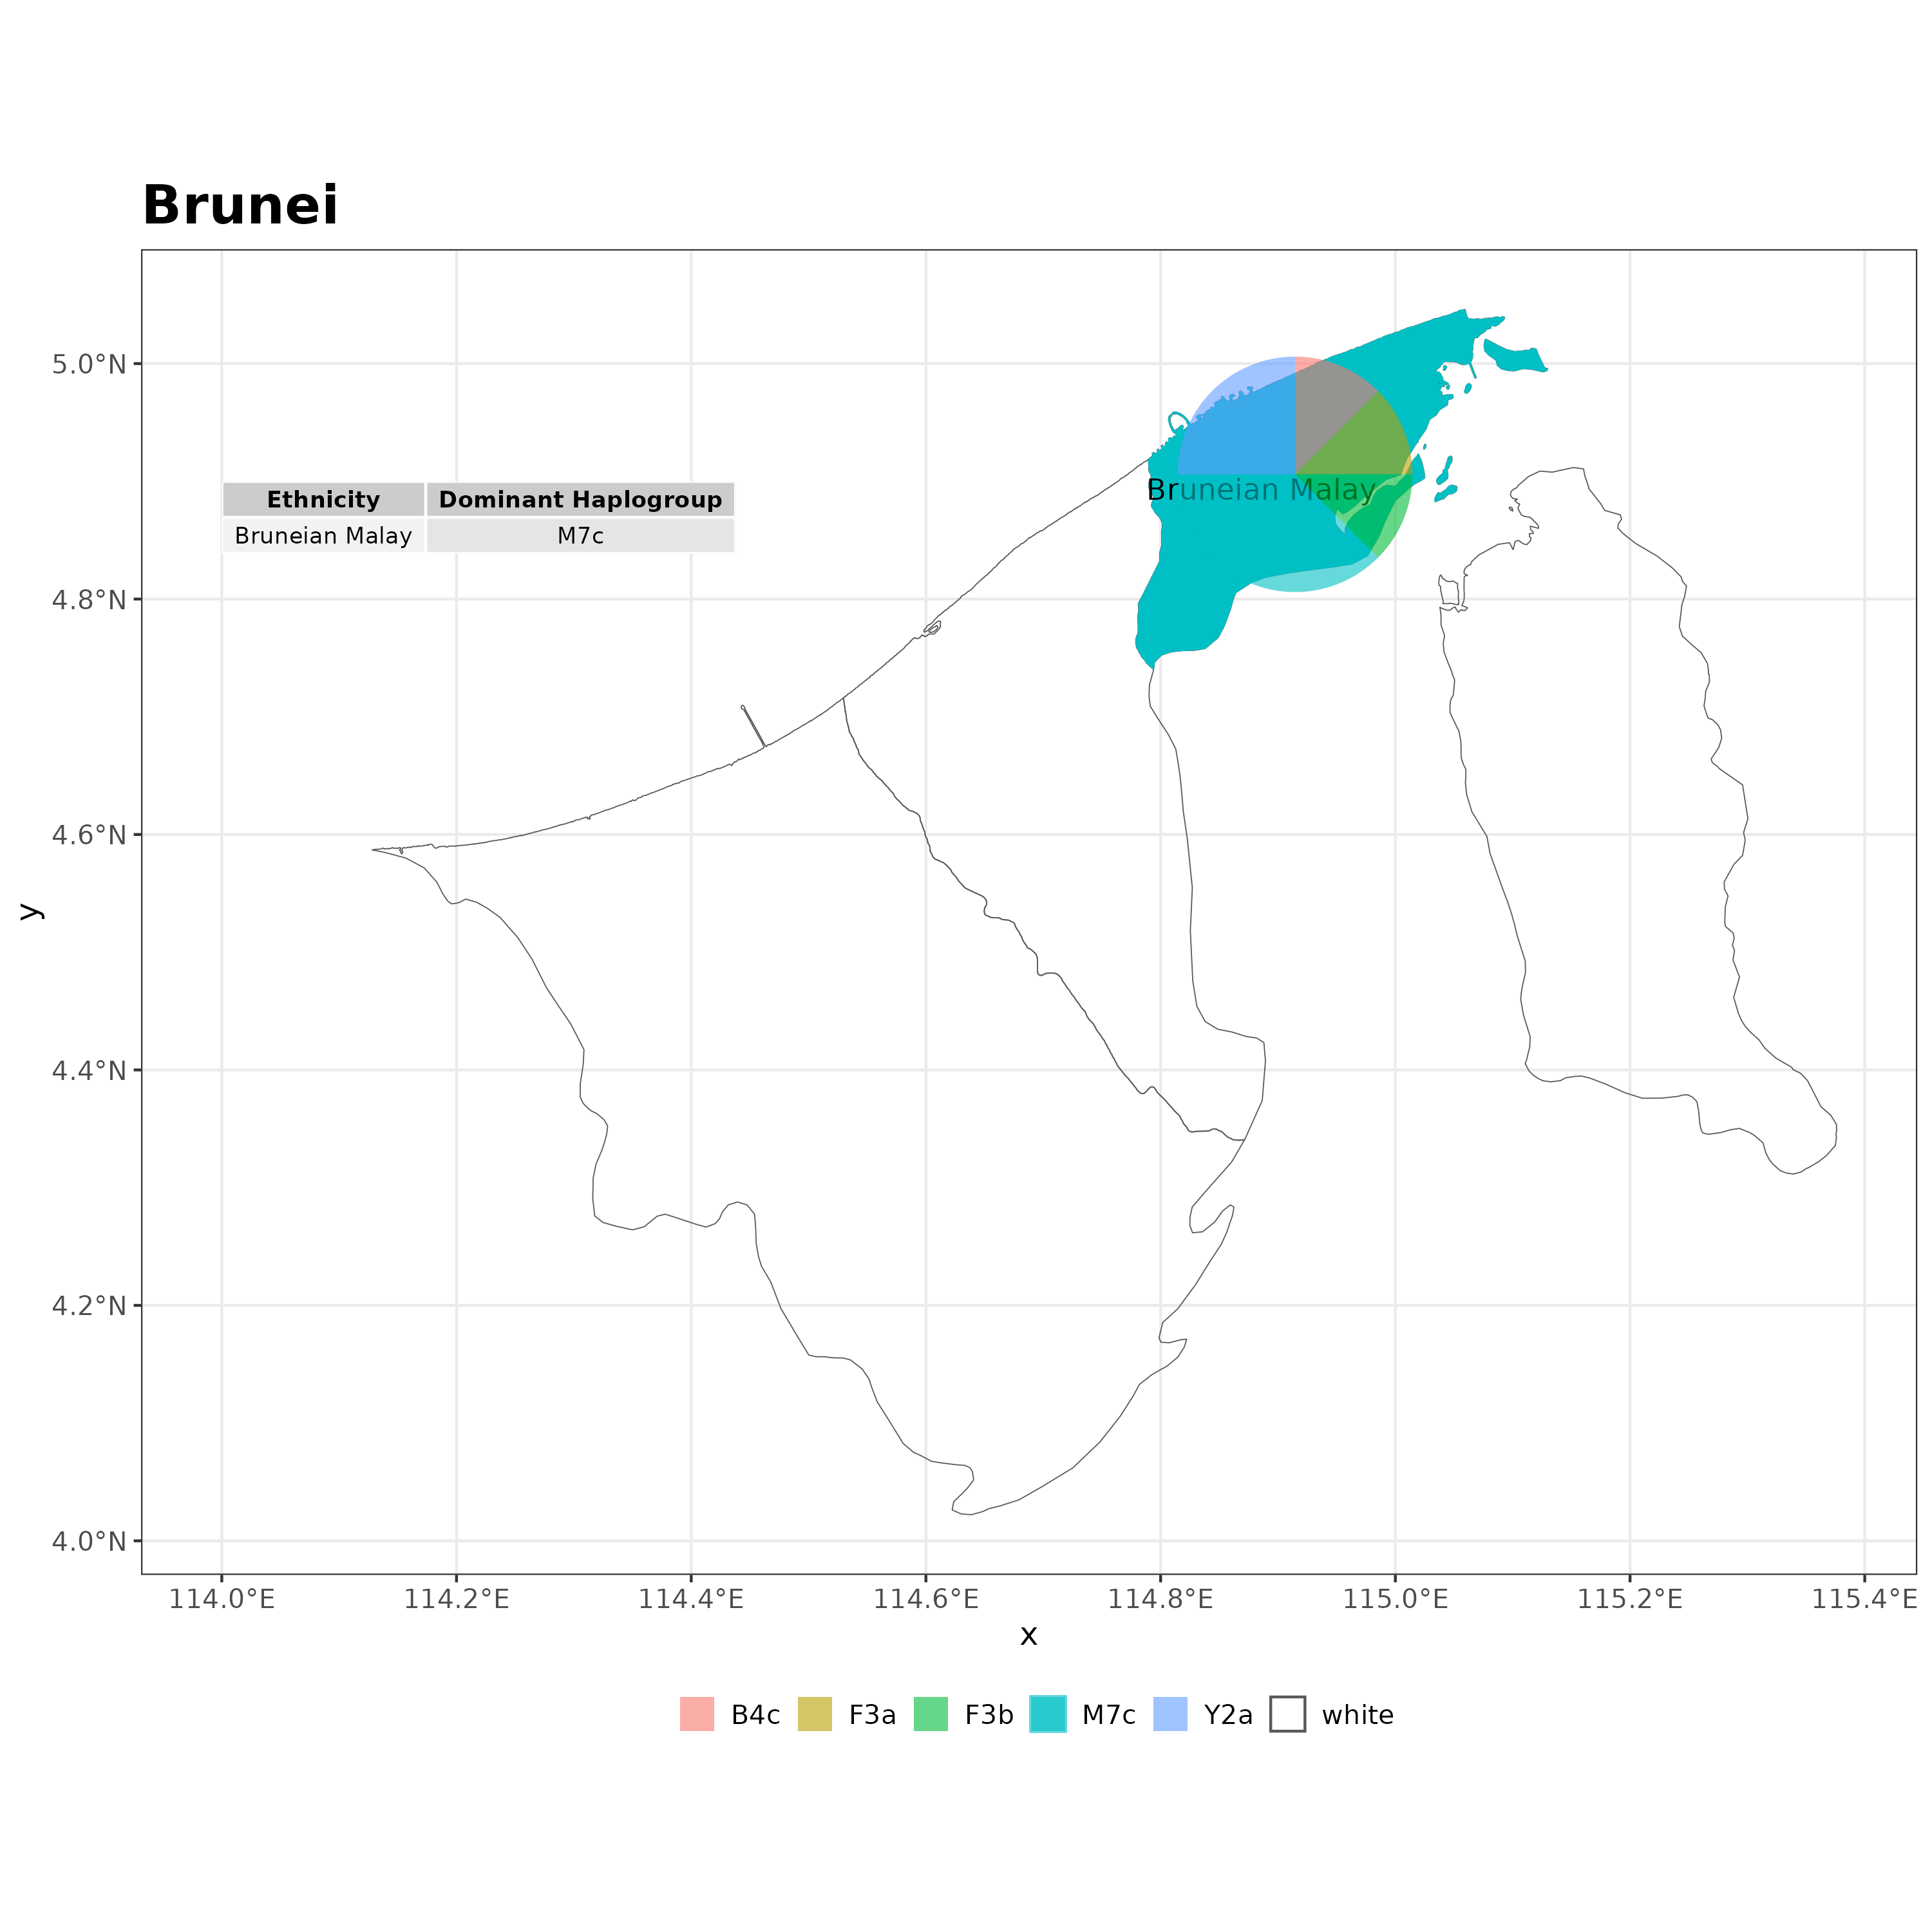 Brunei
5.0°N
4.8°N
4.6°N
4.4°N
4.2°N
4.0°N
y
Ethnicity Dominant Haplogroup
Bruneian Malay M7c
Bruneian Malay
114.0°E 114.2°E 114.4°E 114.6°E 114.8°E 115.0°E 115.2°E 115.4°E
x
B4c F3a F3b M7c Y2a white